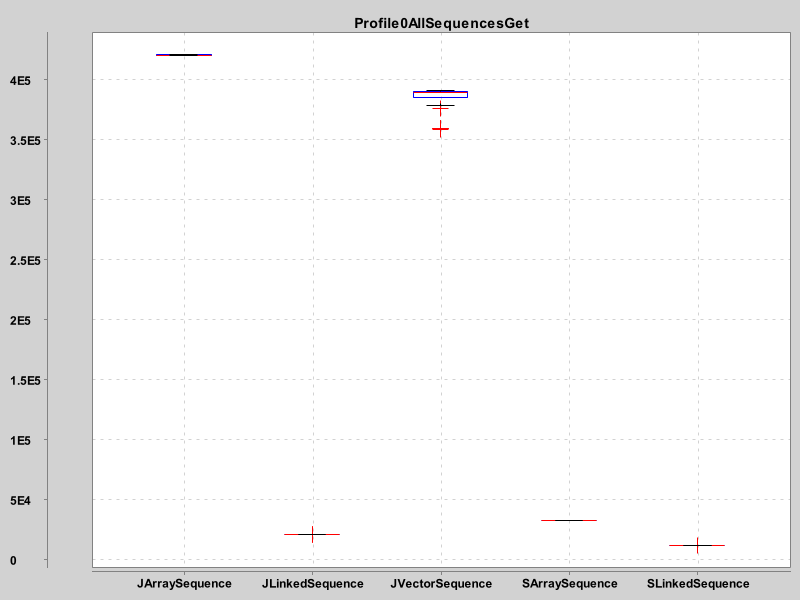 Profile0AllSequencesGet
4E5
3.5E5
3E5
2.5E5
2E5
1.5E5
1E5
5E4
0
JArraySequence JLinkedSequence JVectorSequence SArraySequence SLinkedSequence